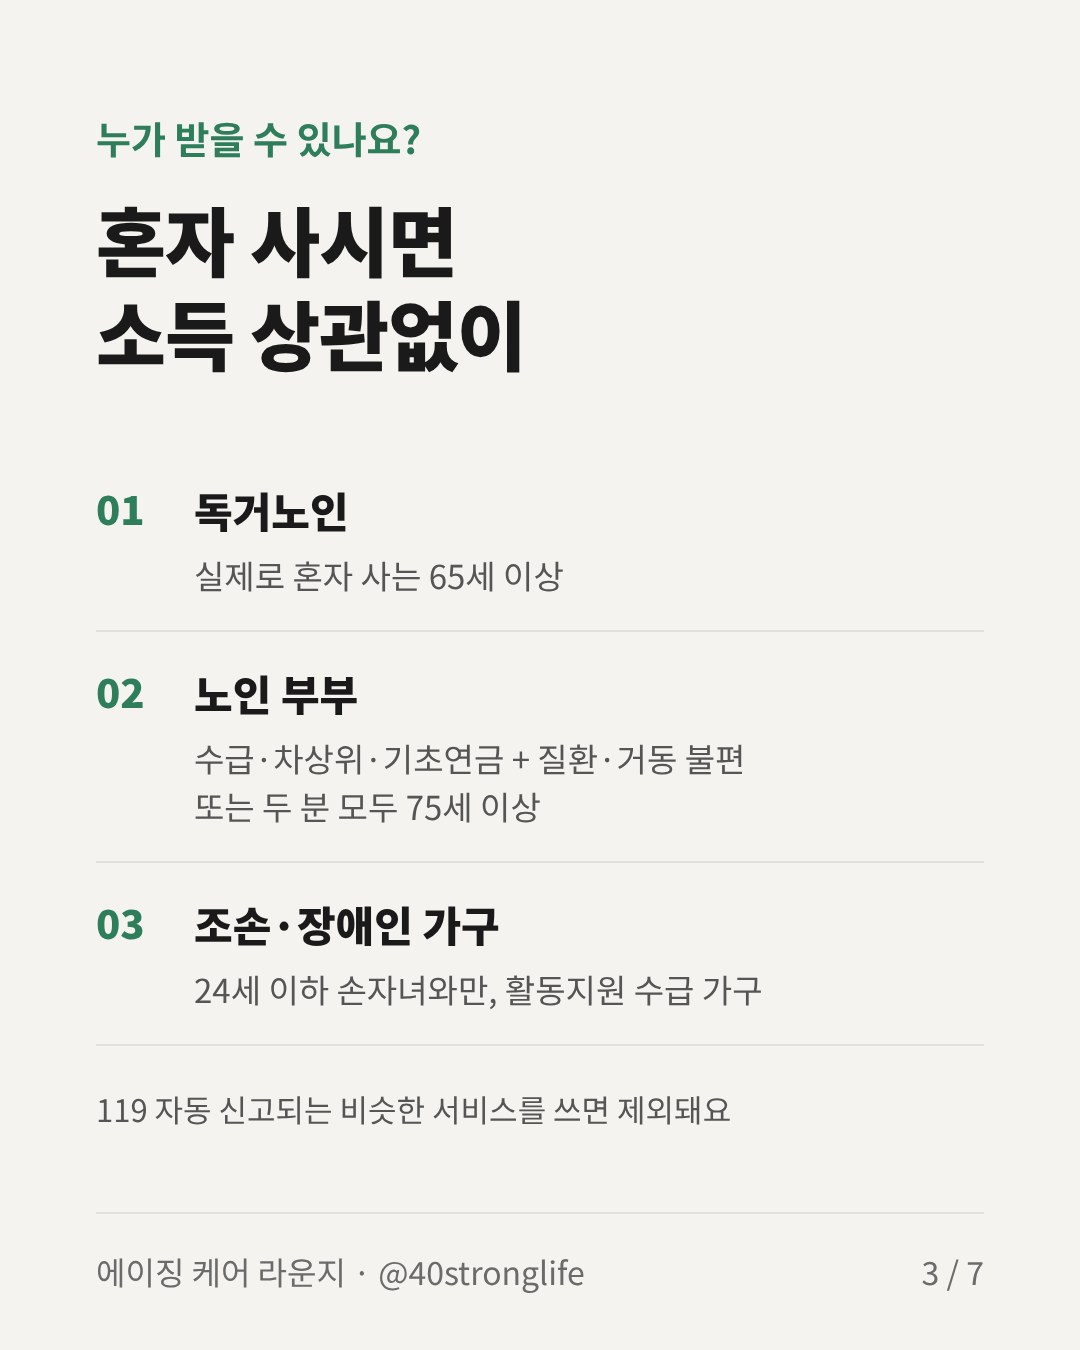 누가 받을 수 있나요?
혼자 사시면
소득 상관없이
01 독거노인
실제로 혼자 사는 65세 이상
02 노인 부부
수급·차상위·기초연금 + 질환·거동 불편
또는 두 분 모두 75세 이상
03 조손·장애인 가구
24세 이하 손자녀와만, 활동지원 수급 가구
119 자동 신고되는 비슷한 서비스를 쓰면 제외돼요
에이징 케어 라운지 · @40stronglife 3 / 7